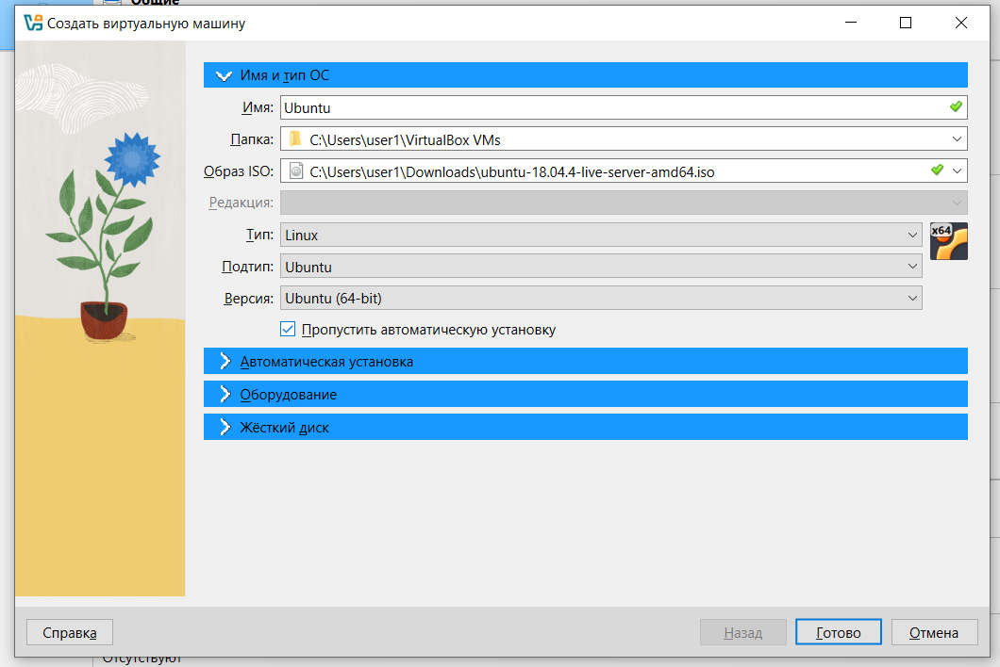 Общие
Создать виртуальную машину
Имя и тип ОС
Имя: Ubuntu
Папка: C:\Users\user1\VirtualBox VMs
Образ ISO: C:\Users\user1\Downloads\ubuntu-18.04.4-live-server-amd64.iso
Редакция:
Тип: Linux
x64
Подтип: Ubuntu
Версия: Ubuntu (64-bit)
Пропустить автоматическую установку
Автоматическая установка
Оборудование
Жёсткий диск
Справка Назад Готово Отмена
Отсутствуют